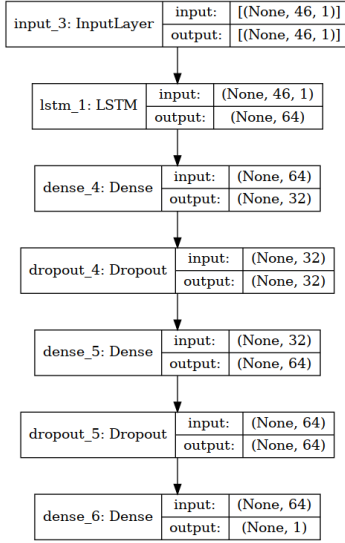 input_3: InputLayer
input: [(None, 46, 1)]
output: [(None, 46, 1)]
lstm_1: LSTM
input: (None, 46, 1)
output: (None, 64)
dense_4: Dense
input: (None, 64)
output: (None, 32)
dropout_4: Dropout
input: (None, 32)
output: (None, 32)
dense_5: Dense
input: (None, 32)
output: (None, 64)
dropout_5: Dropout
input: (None, 64)
output: (None, 64)
dense_6: Dense
input: (None, 64)
output: (None, 1)